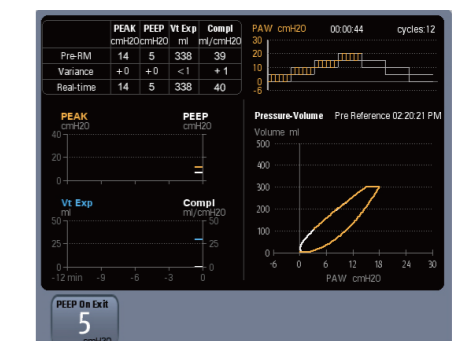 PEAK PEEP Vt Exp Compl
cmH2O cmH2O ml ml/cmH2O
Pre-RM 14 5 338 39
Variance +0 +0 <1 +1
Real-time 14 5 338 40
PAW cmH2O 00:00:44 cycles:12
30
20
10
0
-6
PEAK PEEP
cmH2O cmH2O
40
20
0
Vt Exp Compl
ml ml/cmH2O
50 50
25 25
0 0
-12 min -9 -6 -3 0
Pressure-Volume Pre Reference 02:20:21 PM
Volume ml
500
400
300
200
100
0
-6 0 6 12 18 24 30
PAW cmH2O
PEEP On Exit
5
cmH2O